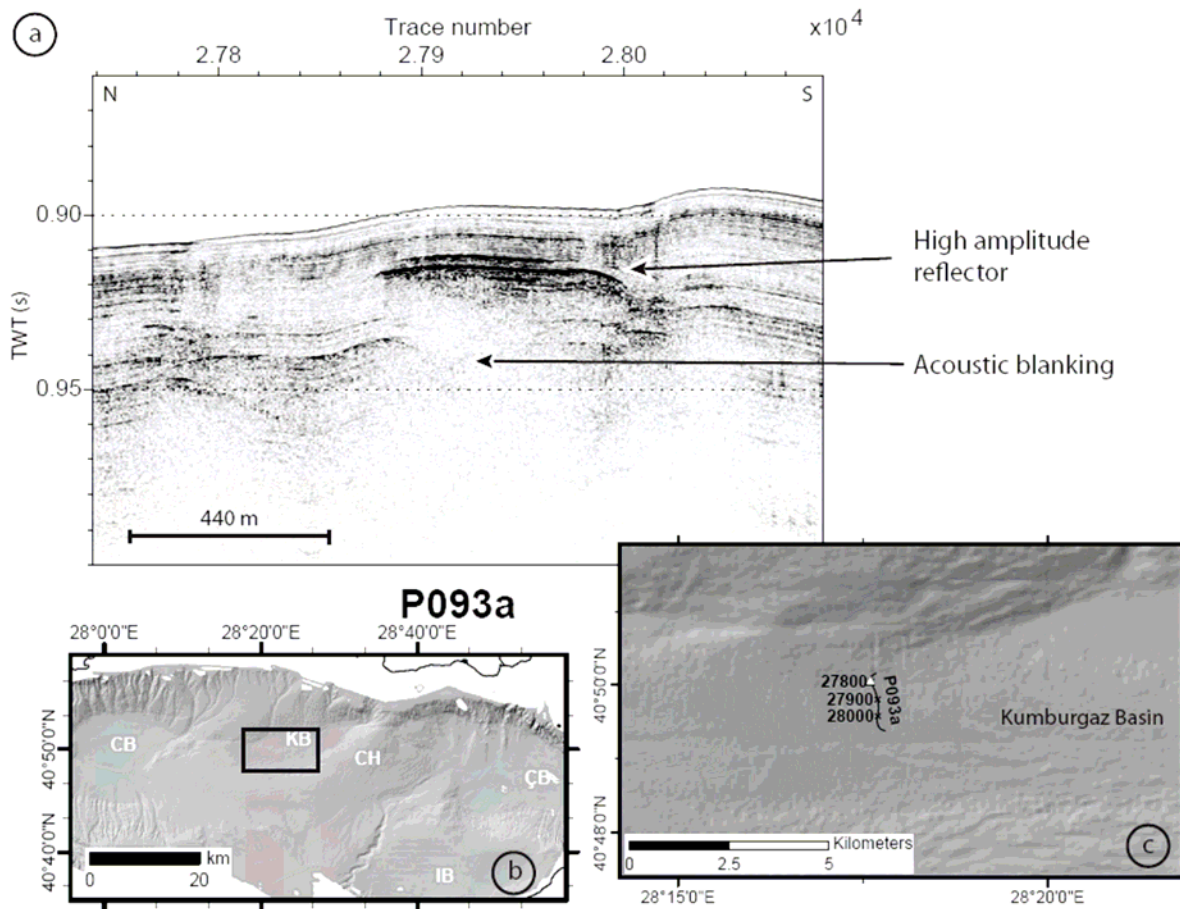 a
Trace number
x10⁴
2.78 2.79 2.80
N S
0.90
TWT (s)
0.95
High amplitude
reflector
Acoustic blanking
440 m
P093a
28°0'0"E 28°20'0"E 28°40'0"E
40°50'0"N
40°40'0"N
CB KB CH ÇB
IB
km
0 20
b
40°50'0"N
40°48'0"N
27800
27900
28000
P093a
Kumburgaz Basin
Kilometers
0 2.5 5
c
28°15'0"E 28°20'0"E